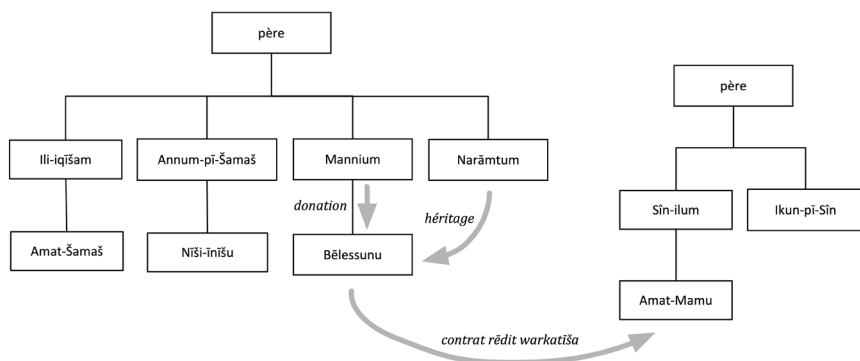 père
père
Ili-iqīšam
Annum-pī-Šamaš
Mannium
Narāmtum
donation
héritage
Sîn-ilum
Ikun-pī-Sîn
Amat-Šamaš
Nīši-īnīšu
Bēlessunu
Amat-Mamu
contrat rēdit warkatīša